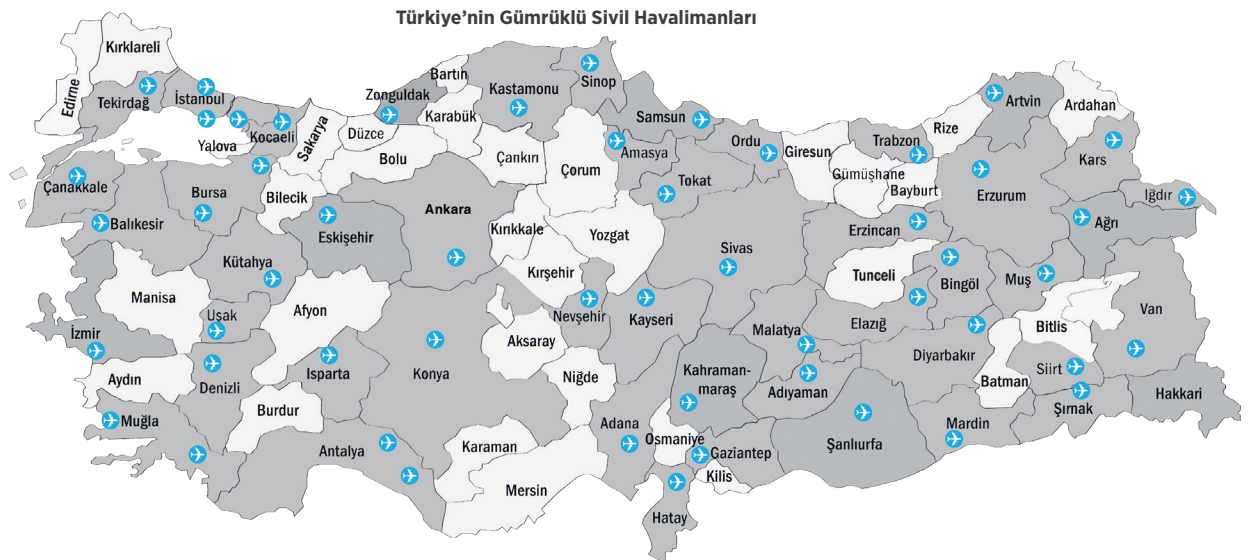 Türkiye’nin Gümrüklü Sivil Havalimanları
Kırklareli
Edirne
Tekirdağ
İstanbul
Kocaeli
Yalova
Sakarya
Düzce
Zonguldak
Bartın
Karabük
Kastamonu
Sinop
Samsun
Bolu
Çankırı
Çorum
Amasya
Tokat
Ordu
Giresun
Gümüşhane
Trabzon
Bayburt
Rize
Artvin
Ardahan
Kars
Iğdır
Erzurum
Ağrı
Çanakkale
Balıkesir
Bursa
Bilecik
Eskişehir
Ankara
Kırıkkale
Kırşehir
Yozgat
Sivas
Erzincan
Tunceli
Bingöl
Muş
Bitlis
Van
Manisa
Kütahya
Uşak
Afyon
İzmir
Aydın
Denizli
Isparta
Burdur
Muğla
Antalya
Konya
Aksaray
Nevşehir
Niğde
Kayseri
Karaman
Mersin
Adana
Osmaniye
Kahraman-
maraş
Malatya
Elazığ
Adıyaman
Gaziantep
Kilis
Hatay
Şanlıurfa
Diyarbakır
Mardin
Batman
Siirt
Şırnak
Hakkari